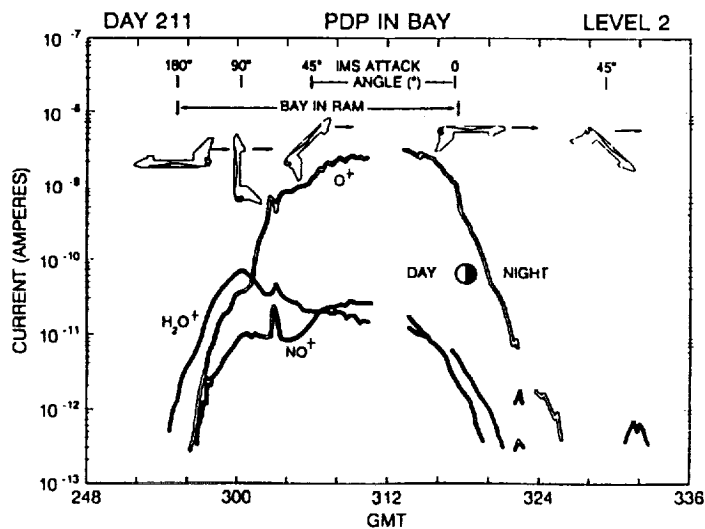 DAY 211 PDP IN BAY LEVEL 2
10⁻⁷
180° 90° 45° IMS ATTACK 0 45°
ANGLE (°)
10⁻⁸
BAY IN RAM
10⁻⁹
O⁺
CURRENT (AMPERES)
10⁻¹⁰
DAY NIGHT
H₂O⁺
10⁻¹¹
NO⁺
10⁻¹²
10⁻¹³
248 300 312 324 336
GMT